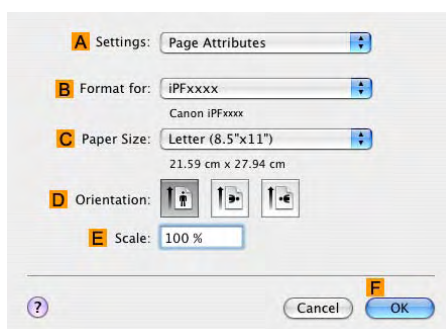 A Settings: Page Attributes
B Format for: iPFxxxx
Canon iPFxxxx
C Paper Size: Letter (8.5"x11")
21.59 cm x 27.94 cm
D Orientation:
E Scale: 100 %
F
? Cancel OK